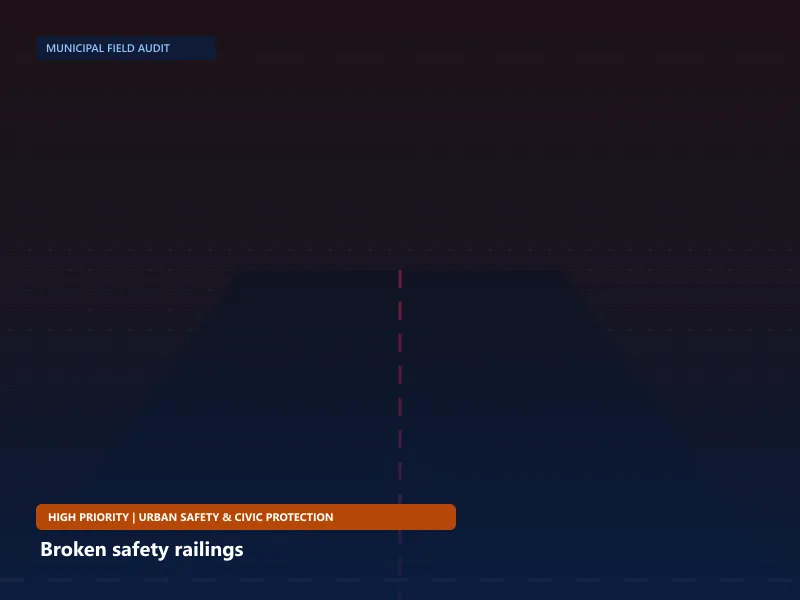 MUNICIPAL FIELD AUDIT
HIGH PRIORITY | URBAN SAFETY & CIVIC PROTECTION
Broken safety railings